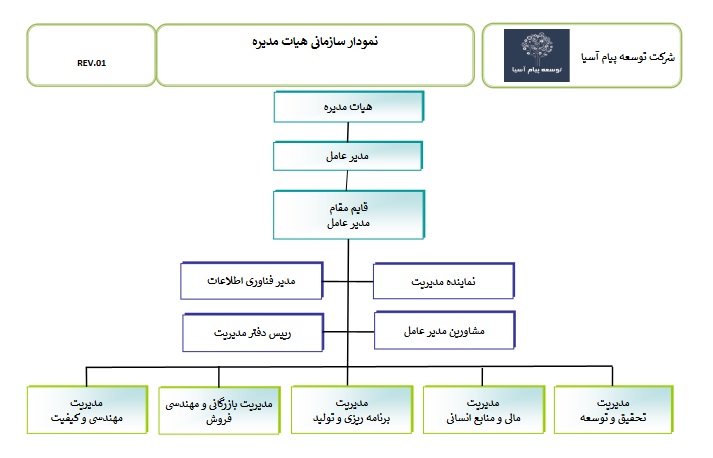 شرکت توسعه پیام آسیا
توسعه پیام آسیا
نمودار سازمانی هیات مدیره
REV.01
هیات مدیره
مدیر عامل
قایم مقام
مدیر عامل
نماینده مدیریت
مدیر فناوری اطلاعات
مشاورین مدیر عامل
رییس دفتر مدیریت
مدیریت
تحقیق و توسعه
مدیریت
مالی و منابع انسانی
مدیریت
برنامه ریزی و تولید
مدیریت بازرگانی و مهندسی
فروش
مدیریت
مهندسی و کیفیت